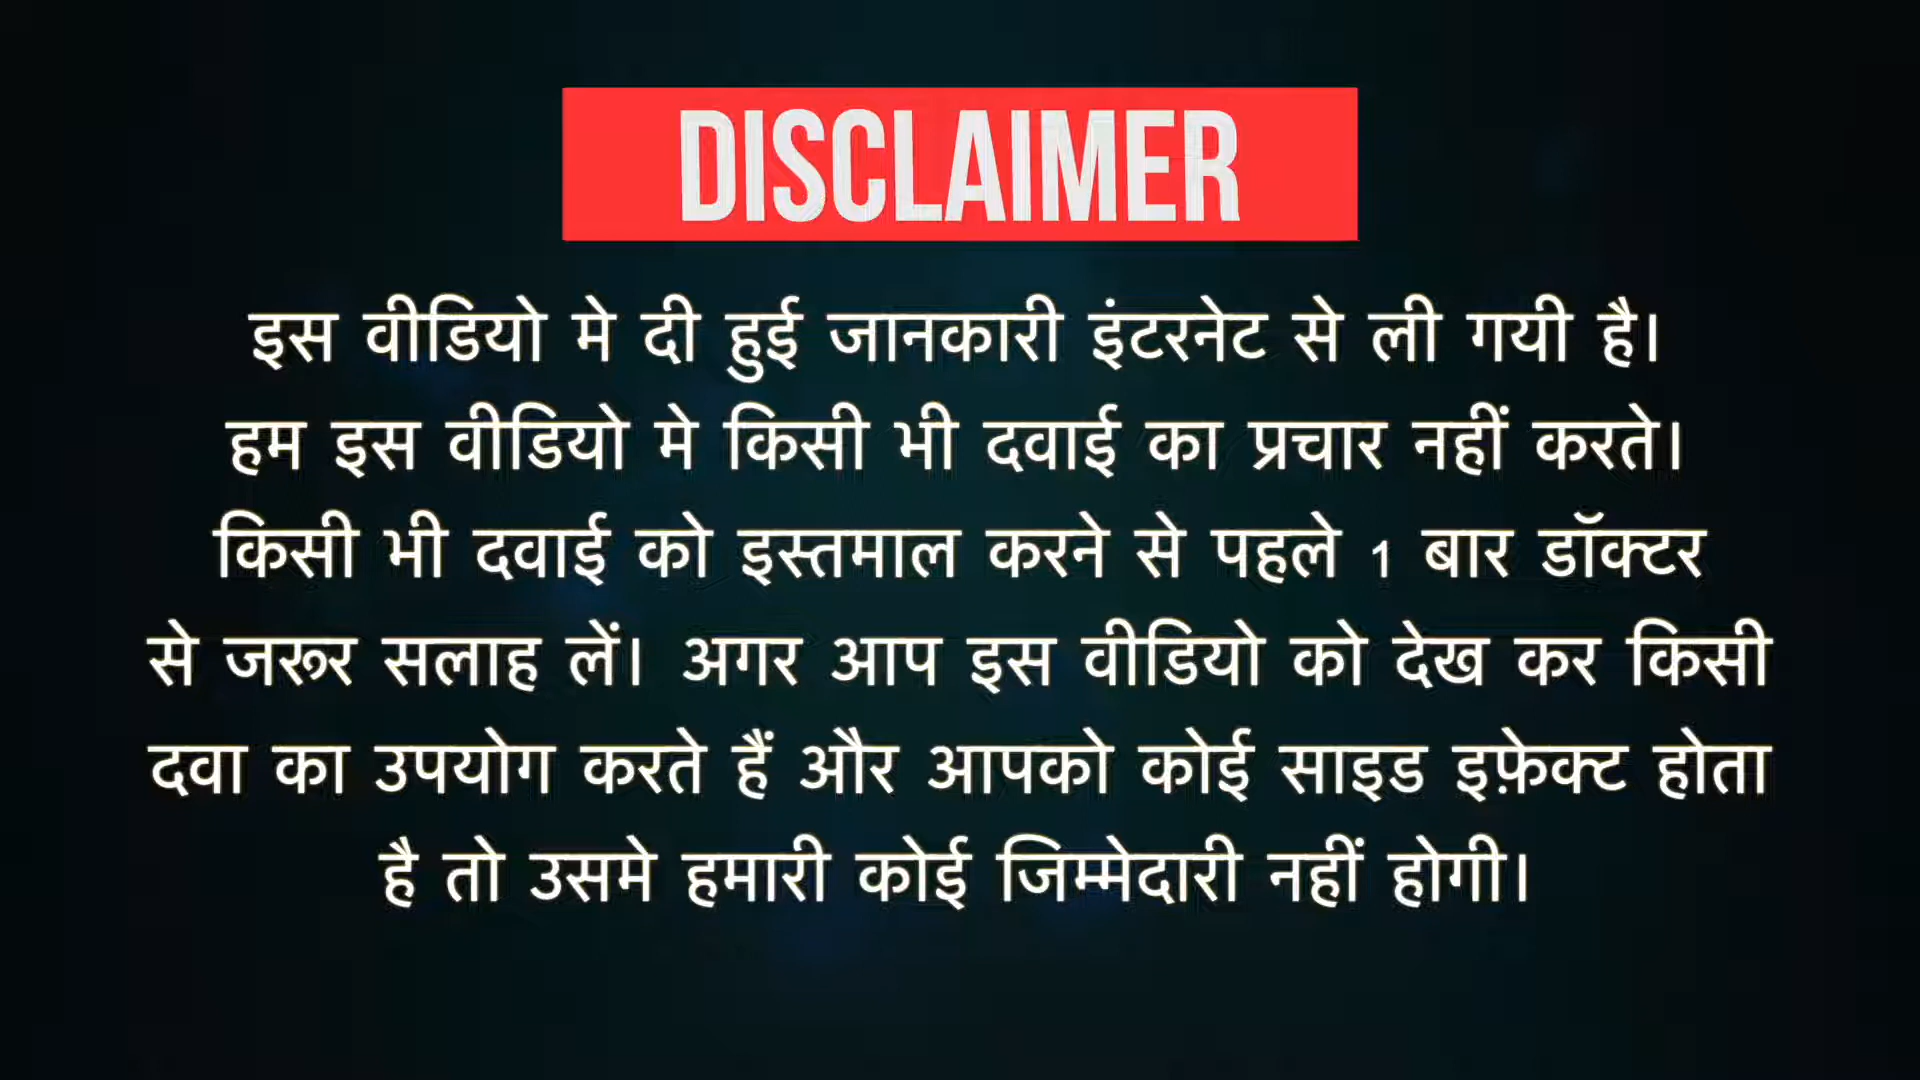 DISCLAIMER
इस वीडियो मे दी हुई जानकारी इंटरनेट से ली गयी है।
हम इस वीडियो मे किसी भी दवाई का प्रचार नहीं करते।
किसी भी दवाई को इस्तमाल करने से पहले 1 बार डॉक्टर
से जरूर सलाह लें। अगर आप इस वीडियो को देख कर किसी
दवा का उपयोग करते हैं और आपको कोई साइड इफ़ेक्ट होता
है तो उसमे हमारी कोई जिम्मेदारी नहीं होगी।